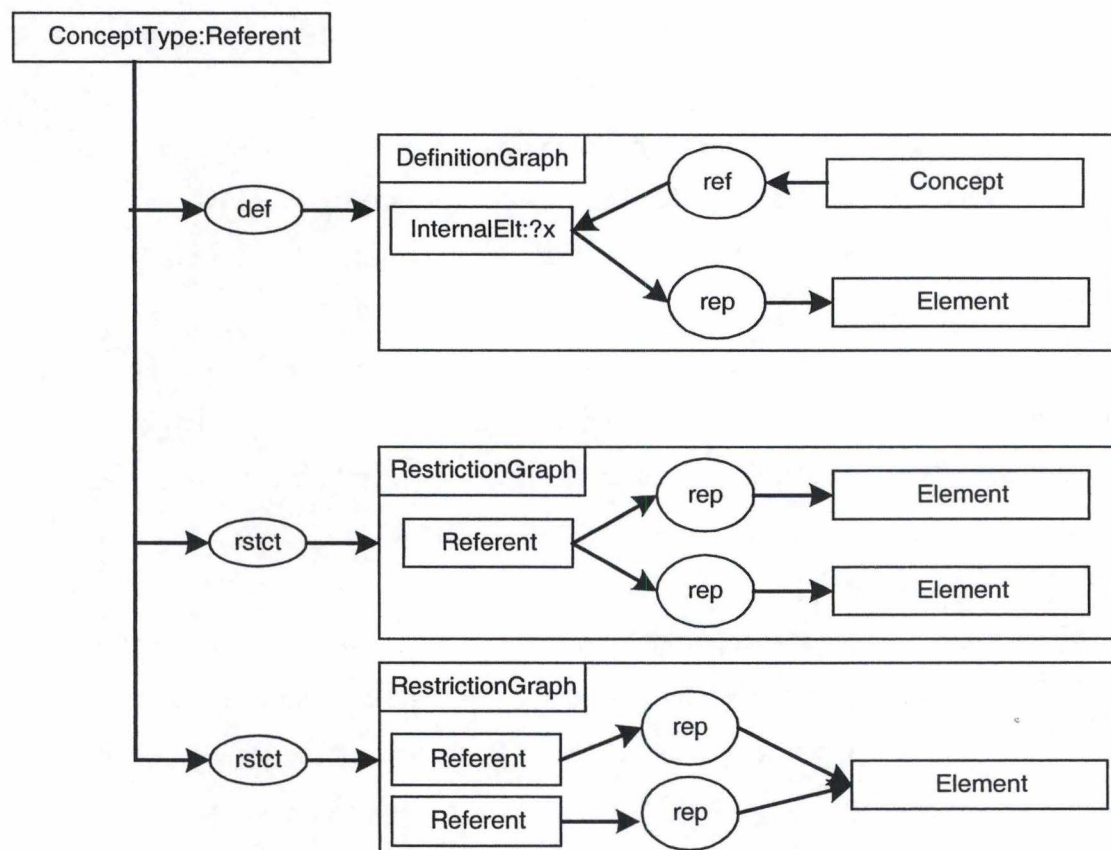 ConceptType:Referent
DefinitionGraph
ref
Concept
def
InternalElt:?x
rep
Element
RestrictionGraph
rep
Element
rstct
Referent
rep
Element
RestrictionGraph
rep
rstct
Referent
Element
Referent
rep